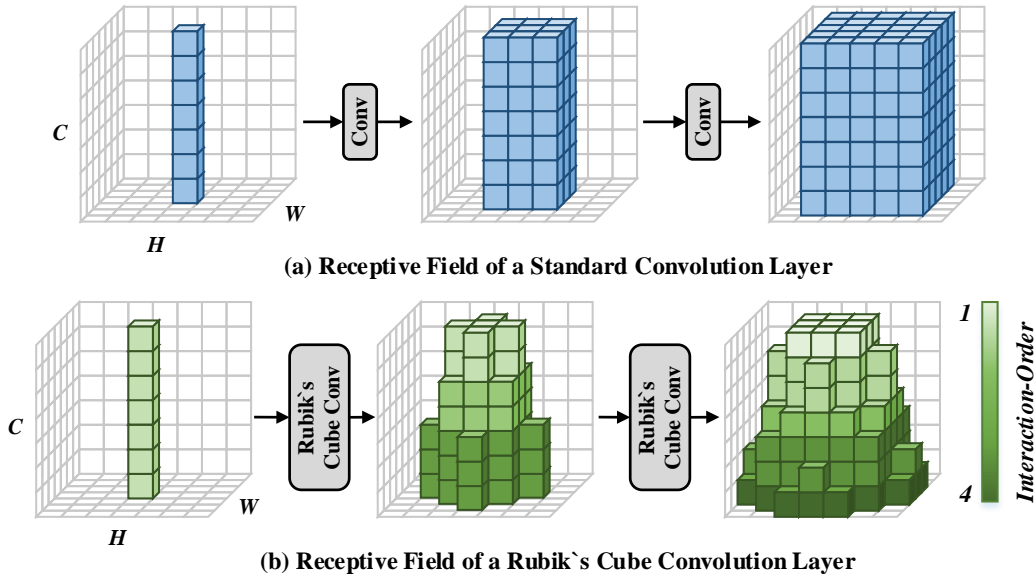 C
H
W
Conv
Conv
(a) Receptive Field of a Standard Convolution Layer
C
H
W
Rubik`s
Cube Conv
Rubik`s
Cube Conv
1
4
Interaction-Order
(b) Receptive Field of a Rubik`s Cube Convolution Layer